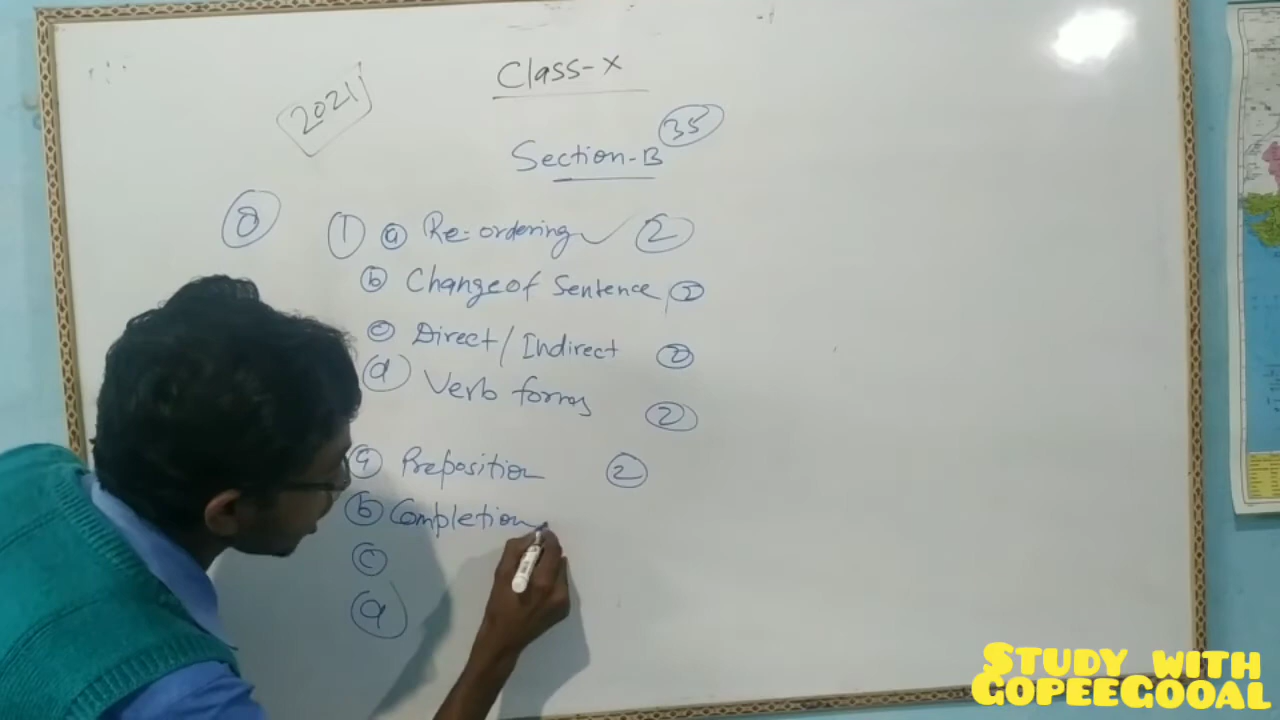 Class-X
2021
Section-B 35
8 1 a Re-ordering ✓ 2
b Change of Sentence 2
c Direct/Indirect 2
d Verb forms 2
a Preposition 2
b Completion
c
d
STUDY WITH
GOPEEGOOAL